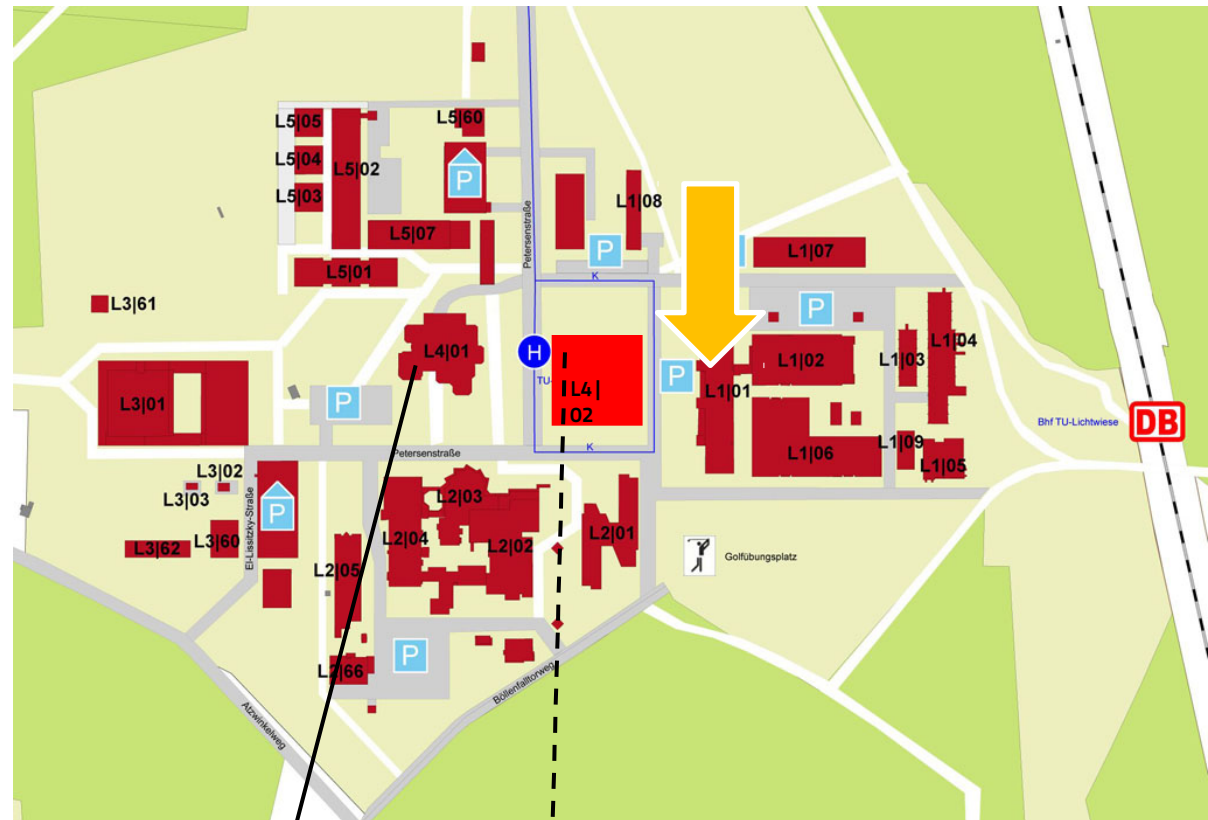 L5|05
L5|60
L5|04
L5|02
P
L5|03
L1|08
L5|07
Petersenstraße
P
L1|07
L5|01
K
L3|61
P
L4|01
H
L1|04
L1|02
L1|03
TU-
L4|
02
P
L1|01
L3|01
P
Bhf TU-Lichtwiese
DB
L1|09
L1|06
L1|05
Petersenstraße
K
L3|02
L3|03
P
El-Lissitzky-Straße
L2|03
L3|62
L3|60
L2|04
L2|02
L2|01
Golfübungsplatz
L2|05
P
L2|66
Böllenfalltorweg
Alzwinkelweg